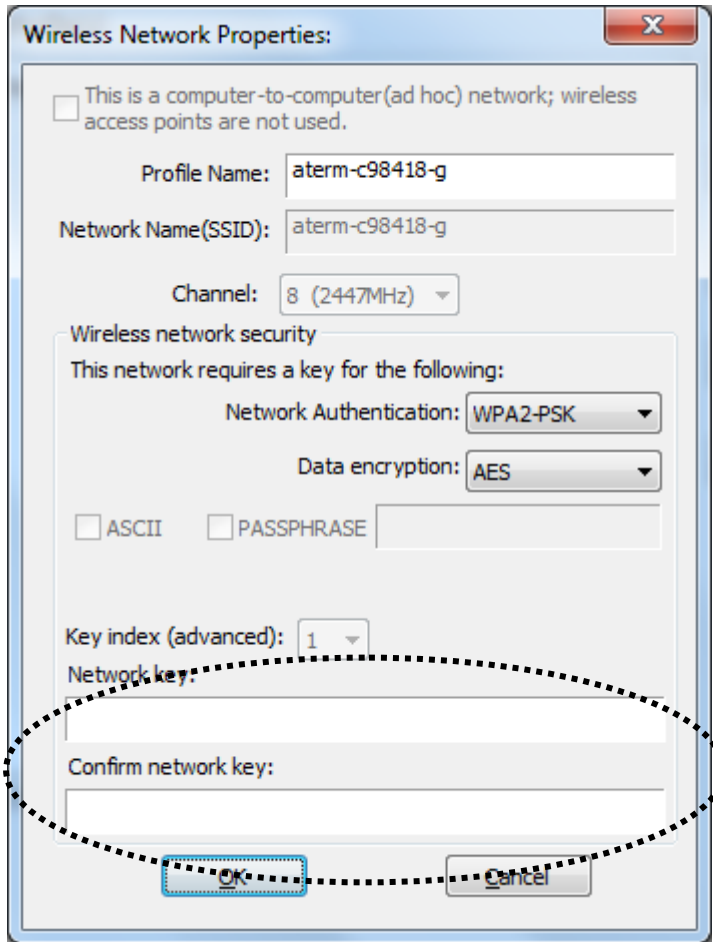 Wireless Network Properties:
This is a computer-to-computer(ad hoc) network; wireless
access points are not used.
Profile Name: aterm-c98418-g
Network Name(SSID): aterm-c98418-g
Channel: 8 (2447MHz)
Wireless network security
This network requires a key for the following:
Network Authentication: WPA2-PSK
Data encryption: AES
ASCII PASSPHRASE
Key index (advanced): 1
Network key:
Confirm network key:
OK Cancel